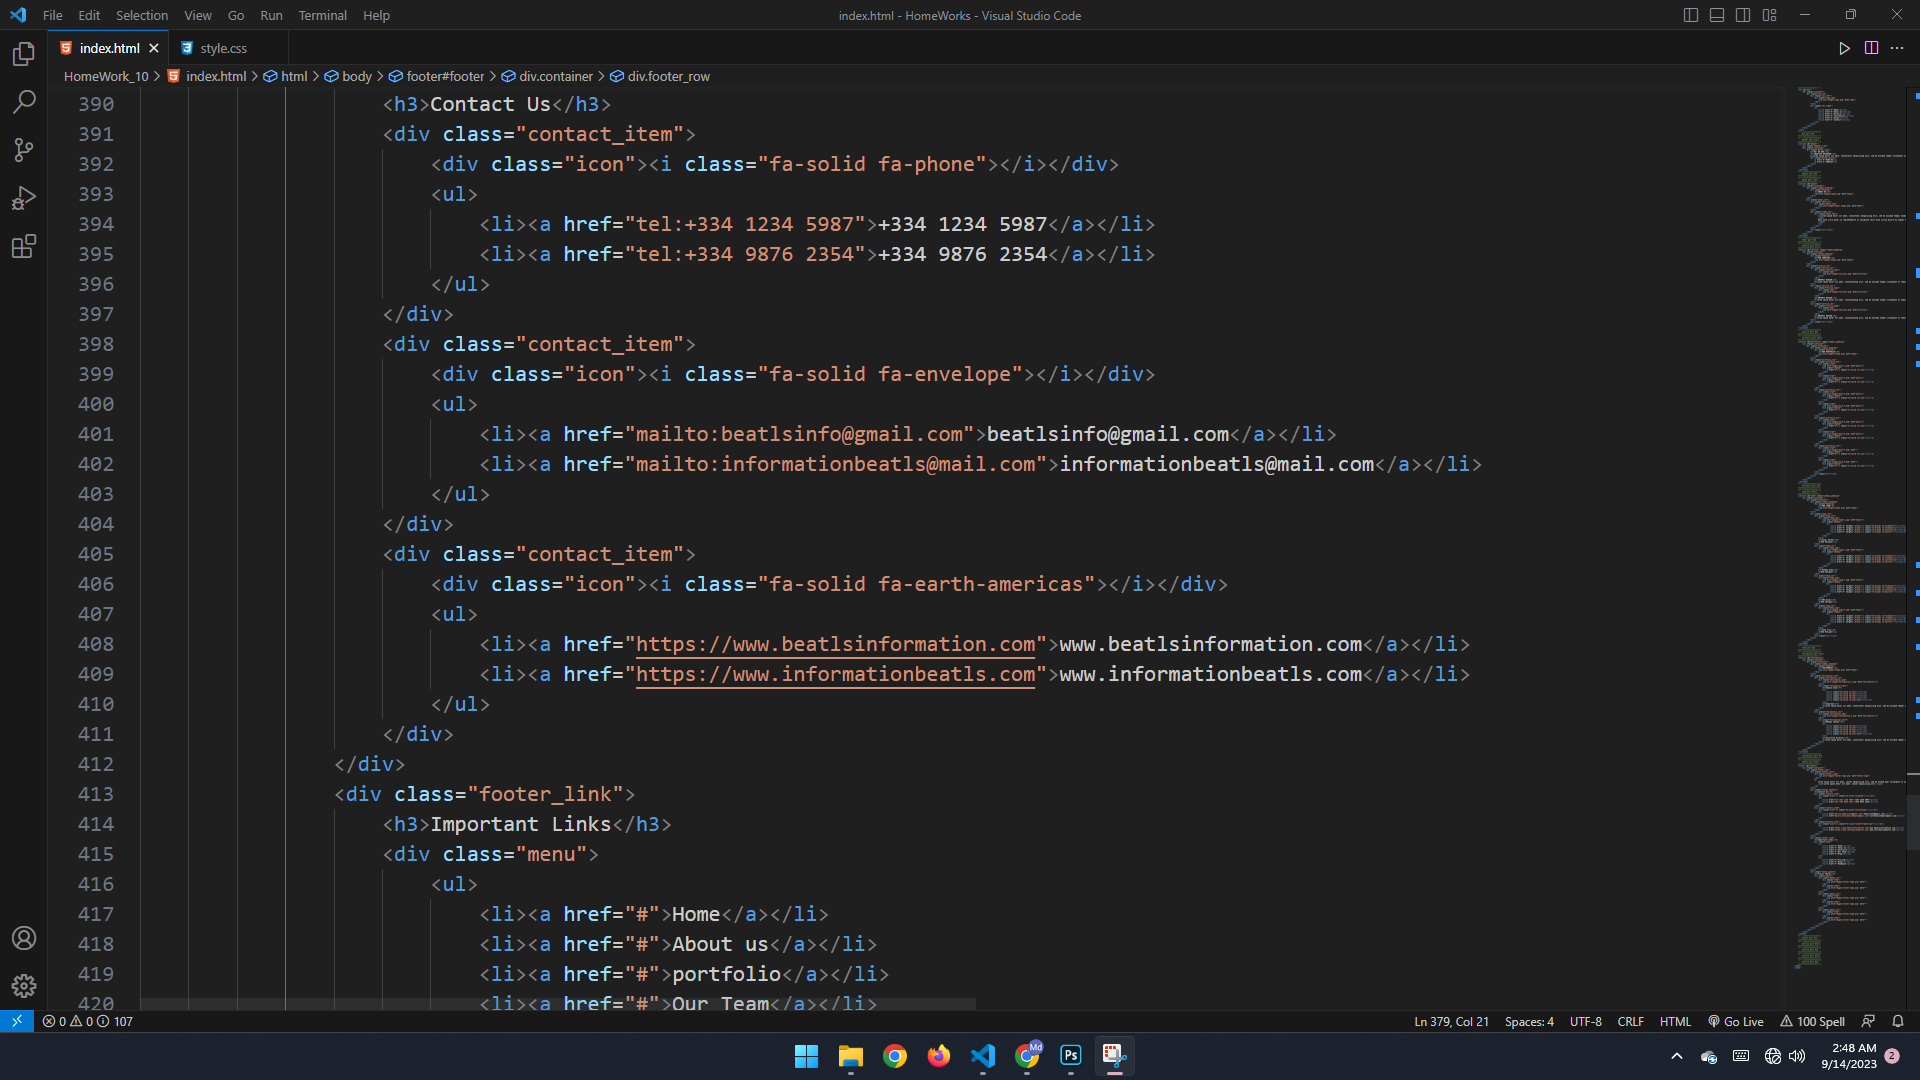 File Edit Selection View Go Run Terminal Help index.html - HomeWorks - Visual Studio Code
index.html style.css
HomeWork_10 > index.html > html > body > footer#footer > div.container > div.footer_row
390 <h3>Contact Us</h3>
391 <div class="contact_item">
392 <div class="icon"><i class="fa-solid fa-phone"></i></div>
393 <ul>
394 <li><a href="tel:+334 1234 5987">+334 1234 5987</a></li>
395 <li><a href="tel:+334 9876 2354">+334 9876 2354</a></li>
396 </ul>
397 </div>
398 <div class="contact_item">
399 <div class="icon"><i class="fa-solid fa-envelope"></i></div>
400 <ul>
401 <li><a href="mailto:beatlsinfo@gmail.com">beatlsinfo@gmail.com</a></li>
402 <li><a href="mailto:informationbeatls@mail.com">informationbeatls@mail.com</a></li>
403 </ul>
404 </div>
405 <div class="contact_item">
406 <div class="icon"><i class="fa-solid fa-earth-americas"></i></div>
407 <ul>
408 <li><a href="https://www.beatlsinformation.com">www.beatlsinformation.com</a></li>
409 <li><a href="https://www.informationbeatls.com">www.informationbeatls.com</a></li>
410 </ul>
411 </div>
412 </div>
413 <div class="footer_link">
414 <h3>Important Links</h3>
415 <div class="menu">
416 <ul>
417 <li><a href="#">Home</a></li>
418 <li><a href="#">About us</a></li>
419 <li><a href="#">portfolio</a></li>
420 <li><a href="#">Our Team</a></li>
0 0 107 Ln 379, Col 21 Spaces: 4 UTF-8 CRLF HTML Go Live 100 Spell
Md Ps 2:48 AM
9/14/2023 2